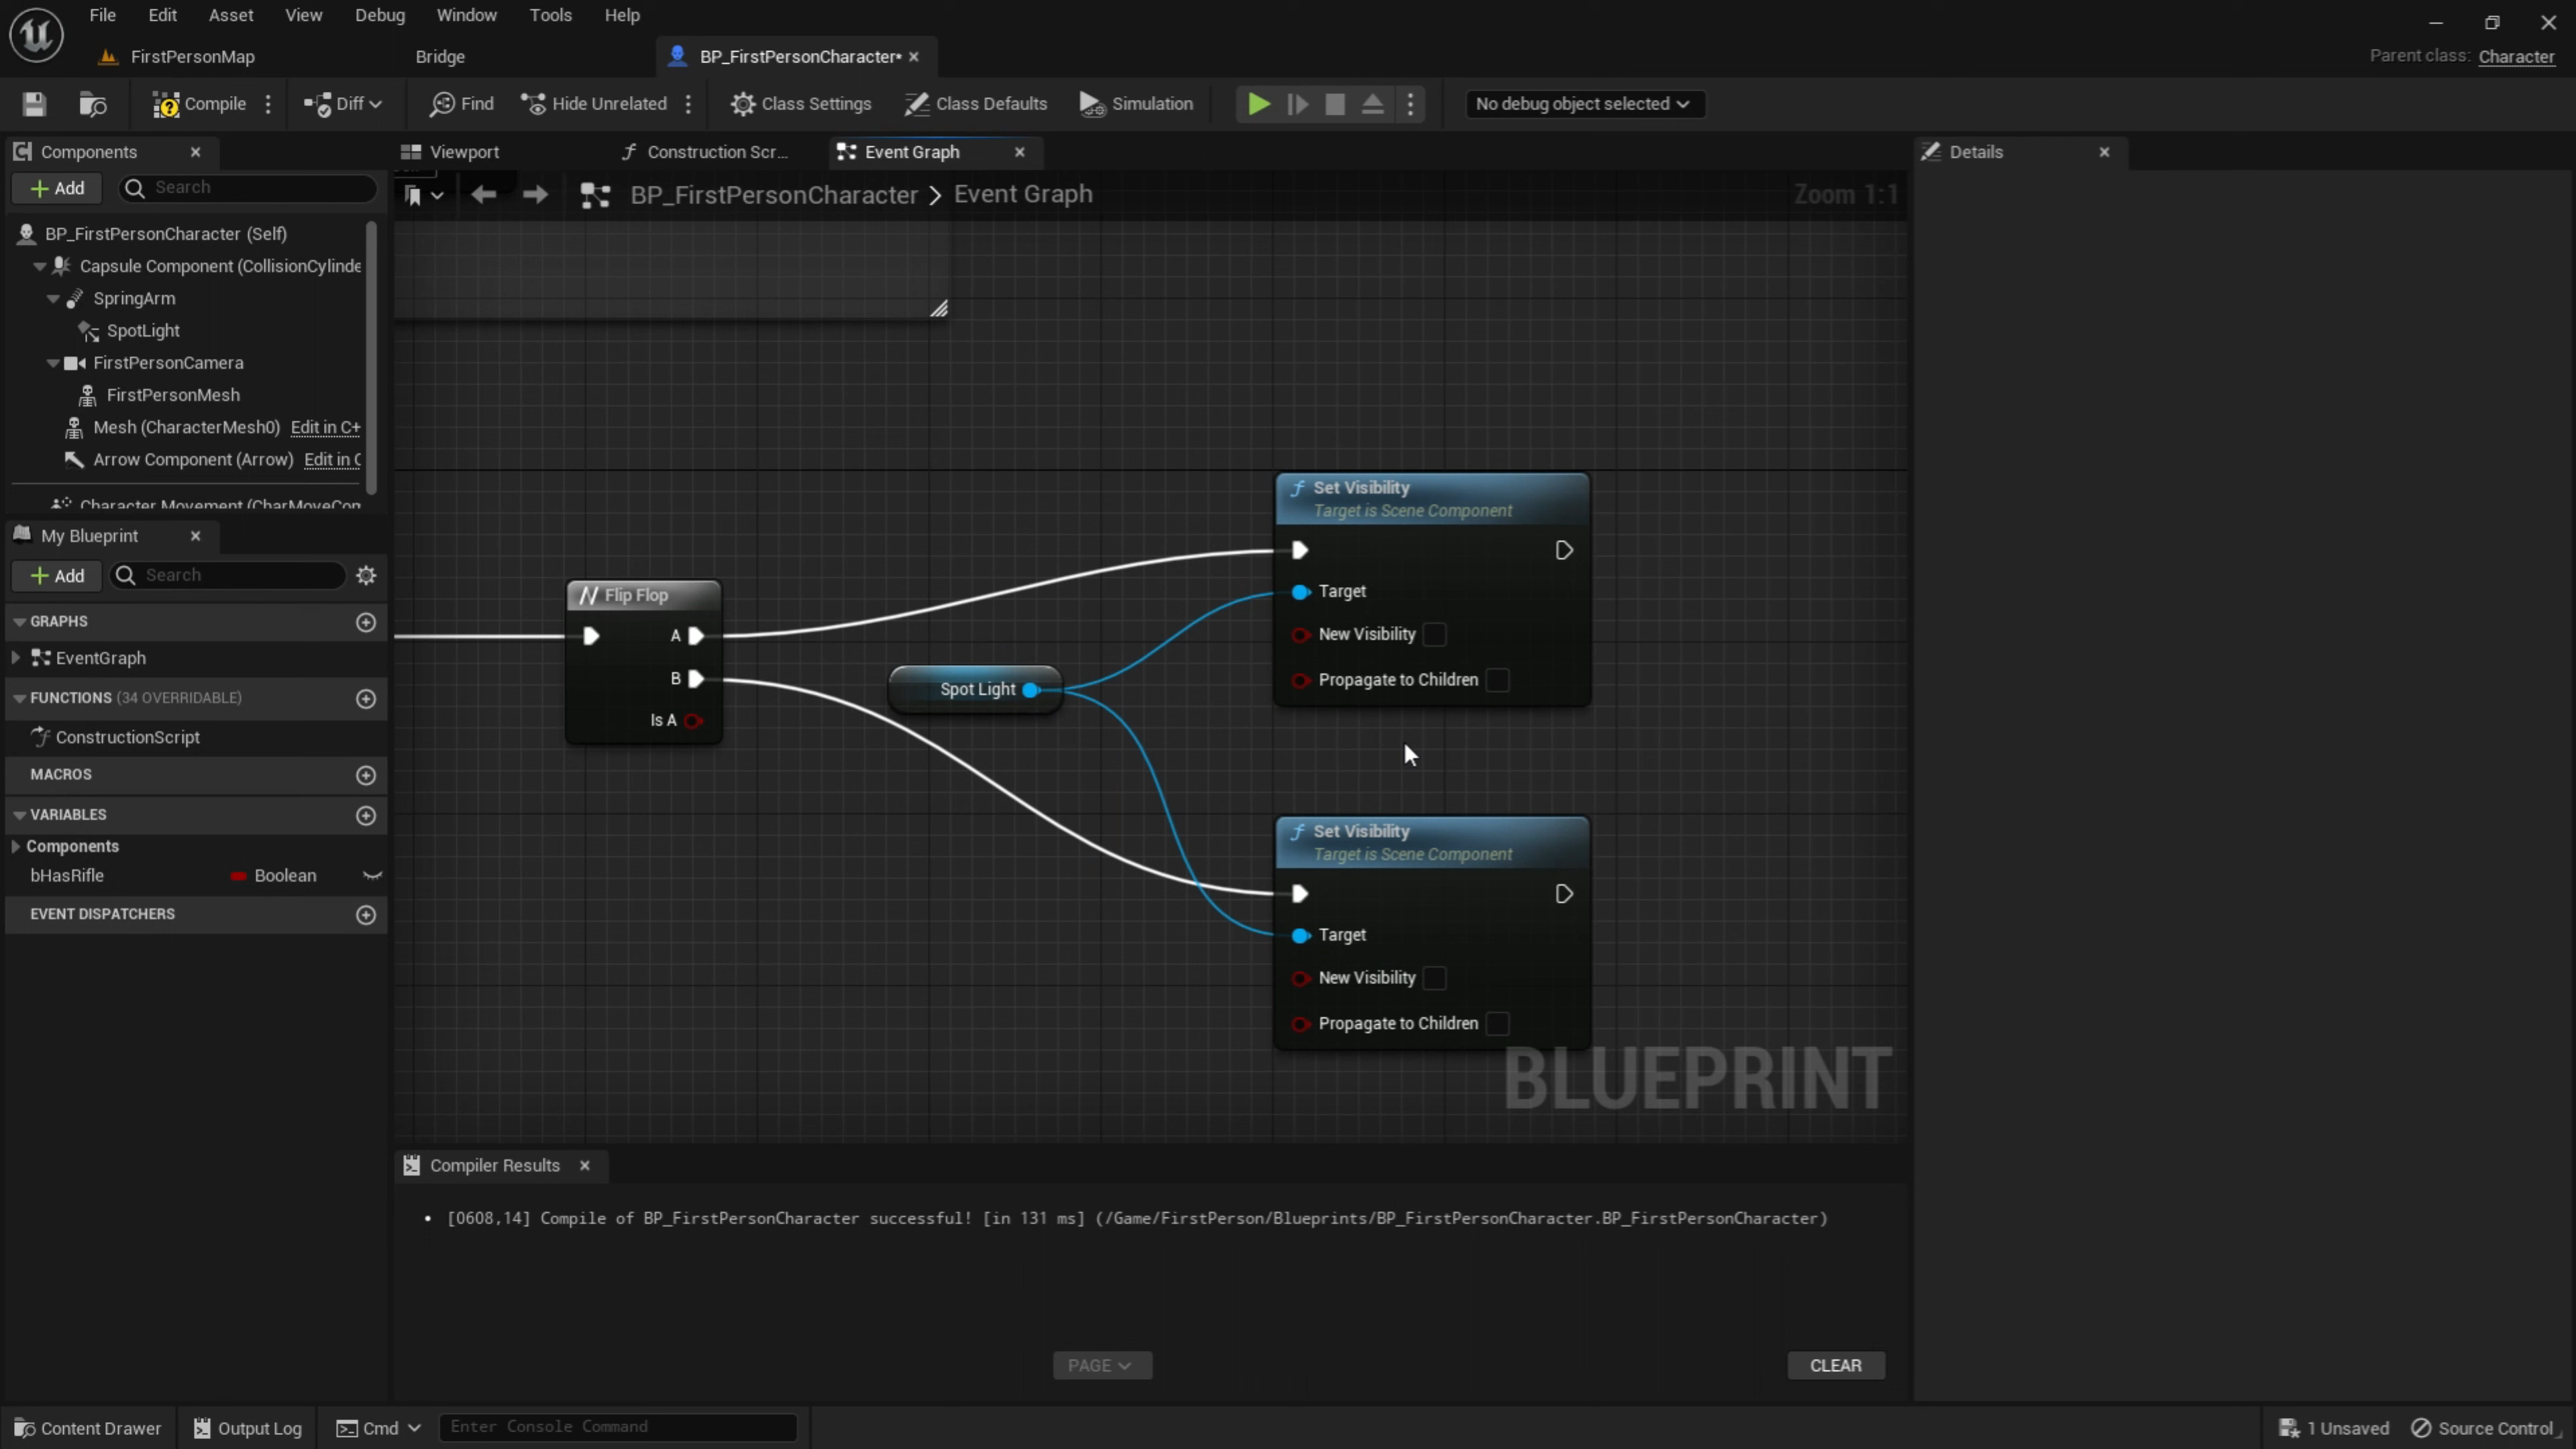 File Edit Asset View Debug Window Tools Help
FirstPersonMap Bridge BP_FirstPersonCharacter* Parent class: Character
Compile Diff Find Hide Unrelated Class Settings Class Defaults Simulation No debug object selected
Components
Add Search
BP_FirstPersonCharacter (Self)
Capsule Component (CollisionCylinde
SpringArm
SpotLight
FirstPersonCamera
FirstPersonMesh
Mesh (CharacterMesh0) Edit in C+
Arrow Component (Arrow) Edit in C
Character Movement (CharMoveCom
My Blueprint
Add Search
GRAPHS
EventGraph
FUNCTIONS (34 OVERRIDABLE)
ConstructionScript
MACROS
VARIABLES
Components
bHasRifle Boolean
EVENT DISPATCHERS
Viewport Construction Scr... Event Graph
BP_FirstPersonCharacter > Event Graph Zoom 1:1
Flip Flop
A
B
Is A
Spot Light
Set Visibility
Target is Scene Component
Target
New Visibility
Propagate to Children
Set Visibility
Target is Scene Component
Target
New Visibility
Propagate to Children
BLUEPRINT
Compiler Results
[0608,14] Compile of BP_FirstPersonCharacter successful! [in 131 ms] (/Game/FirstPerson/Blueprints/BP_FirstPersonCharacter.BP_FirstPersonCharacter)
PAGE CLEAR
Details
Content Drawer Output Log Cmd Enter Console Command 1 Unsaved Source Control